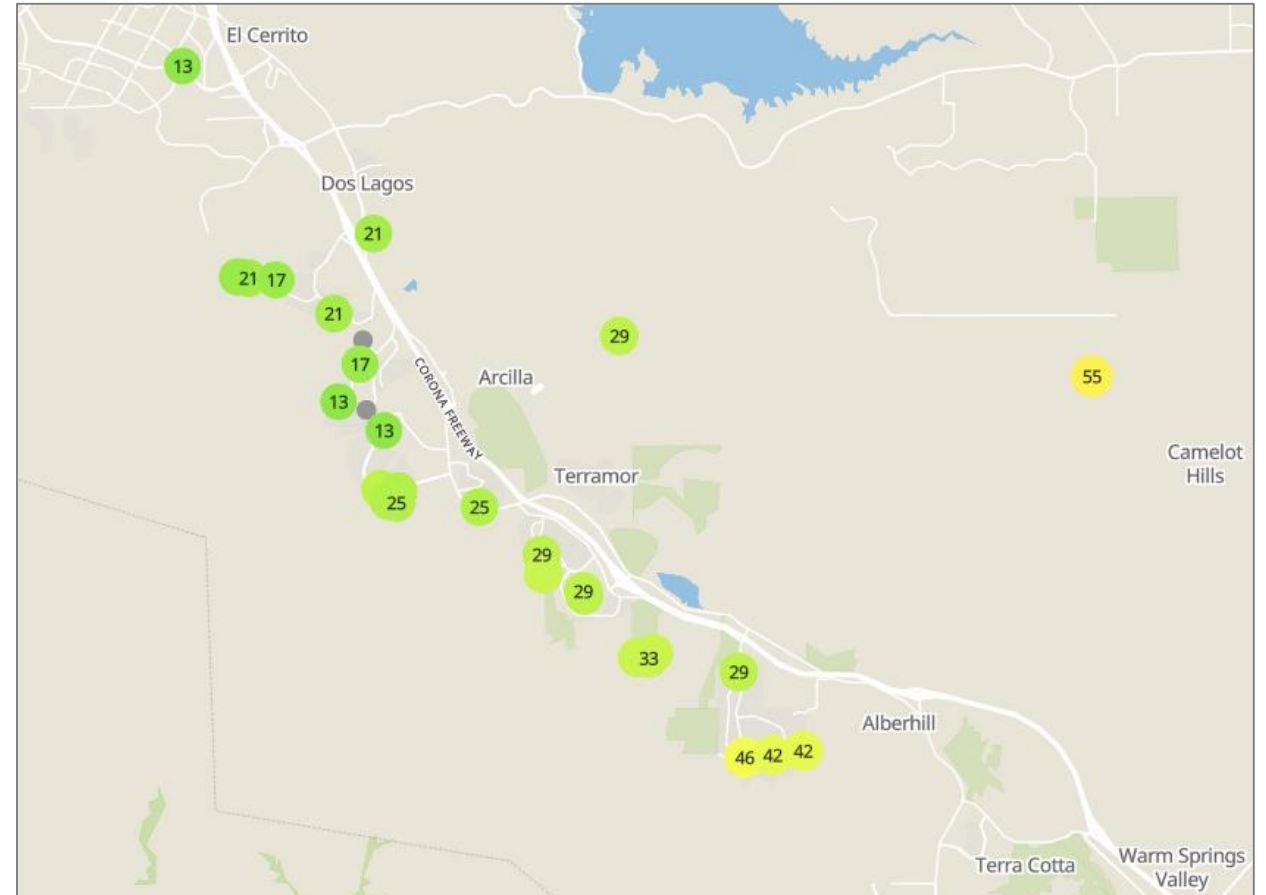 El Cerrito
13
Dos Lagos
21
21
17
21
29
17
Arcilla
CORONA FREEWAY
55
13
13
Camelot
Hills
Terramor
25
25
29
29
33
29
Alberhill
46
42
42
Terra Cotta
Warm Springs
Valley